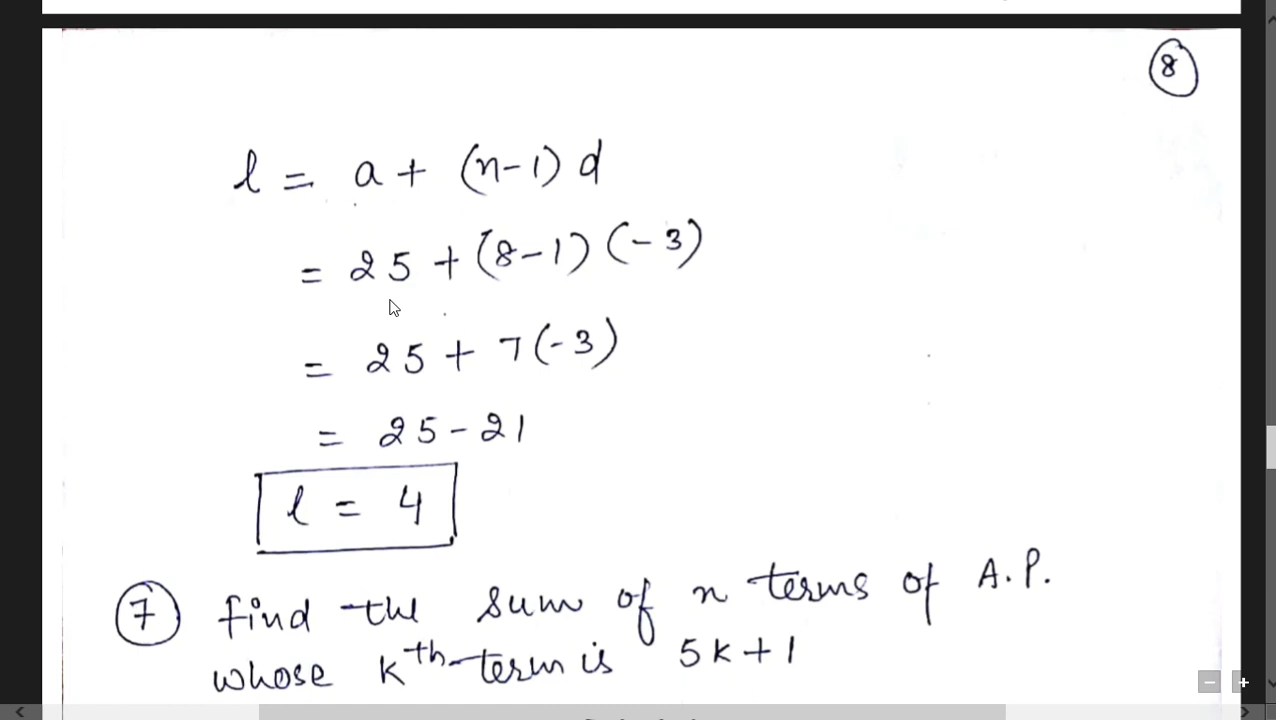 8
l = a + (n-1) d
= 25 + (8-1) (-3)
= 25 + 7(-3)
= 25 - 21
l = 4
7 find the sum of n terms of A.P.
whose kth term is 5k+1